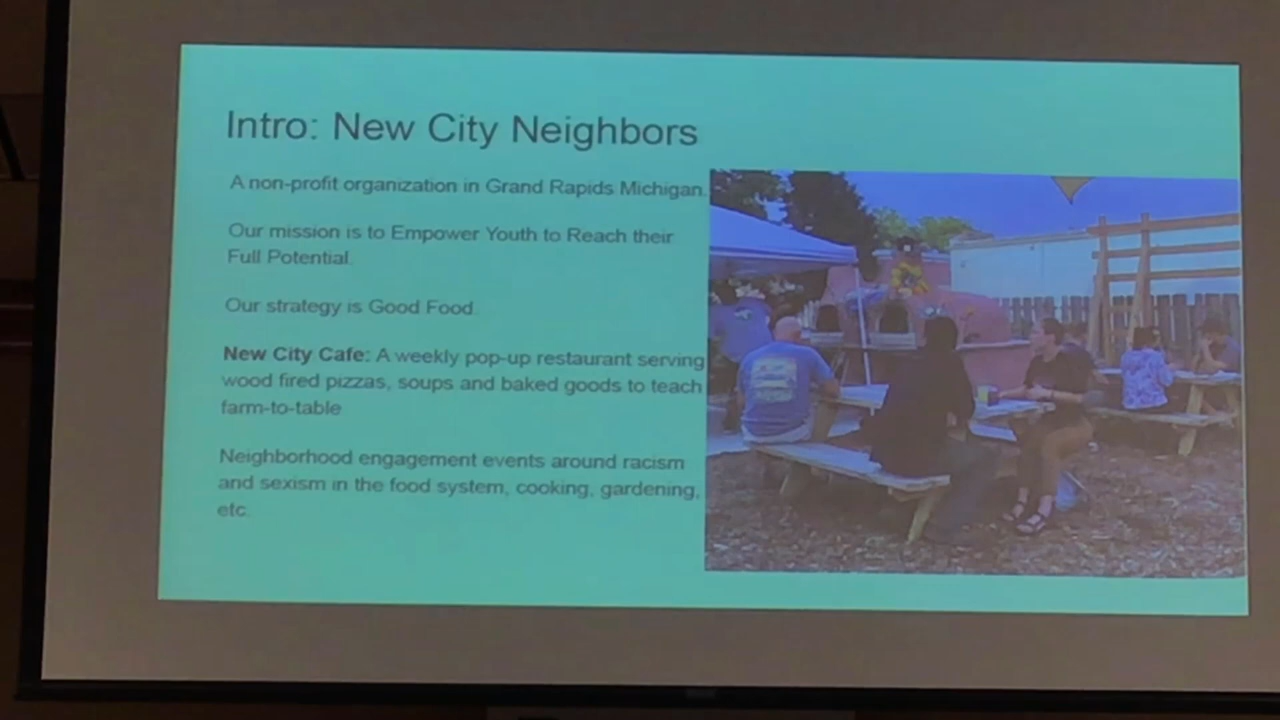 Intro: New City Neighbors
A non-profit organization in Grand Rapids Michigan.
Our mission is to Empower Youth to Reach their
Full Potential.
Our strategy is Good Food.
New City Cafe: A weekly pop-up restaurant serving
wood fired pizzas, soups and baked goods to teach
farm-to-table
Neighborhood engagement events around racism
and sexism in the food system, cooking, gardening,
etc.